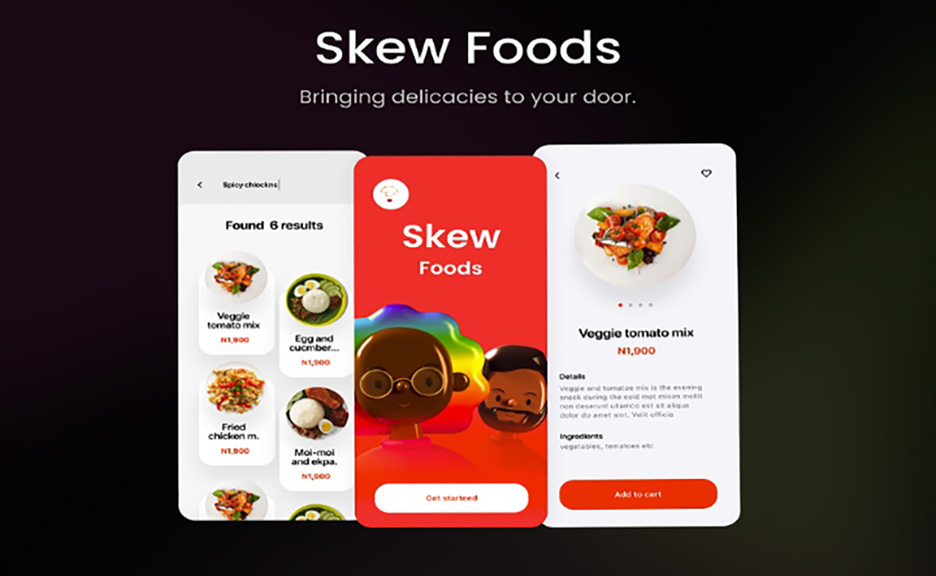 Skew Foods
Bringing delicacies to your door.
Spicy chiockns
Found 6 results
Veggie
tomato mix
N1,900
Egg and
cucmber...
N1,900
Fried
chicken m.
N1,900
Moi-moi
and ekpa.
N1,900
Skew
Foods
Get starteed
Veggie tomato mix
N1,900
Details
Veggie and tomatoe mix is the evening
snack during the cold mot minim mollit
non deserunt ullamco est sit aliqua
dolor do amet sint. Velit officia
Ingredients
vegetables, tomatoes etc
Add to cart